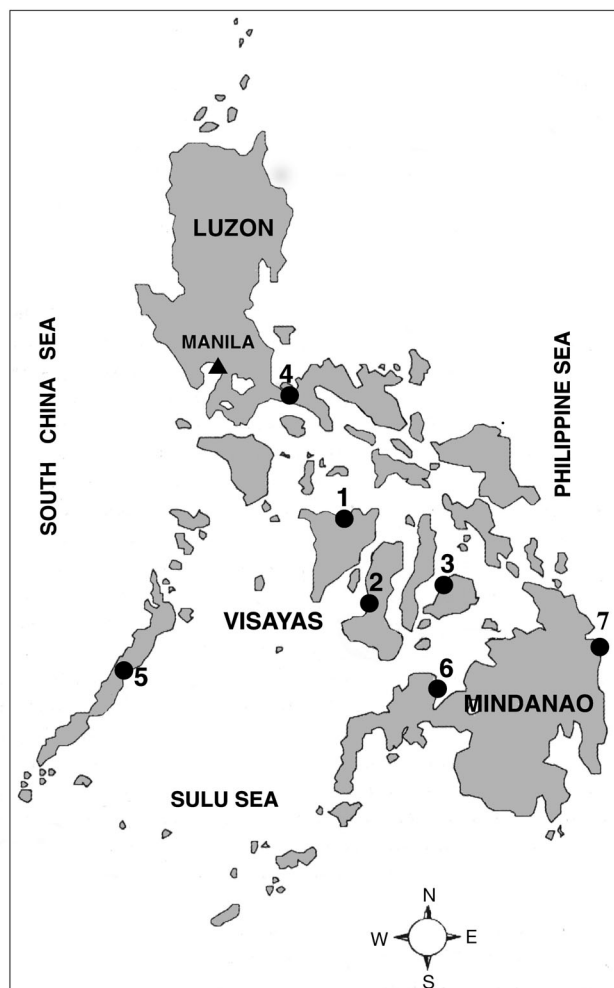 LUZON
MANILA
4
SOUTH CHINA SEA
PHILIPPINE SEA
1
2
3
VISAYAS
7
5
6
MINDANAO
SULU SEA
N
W
E
S